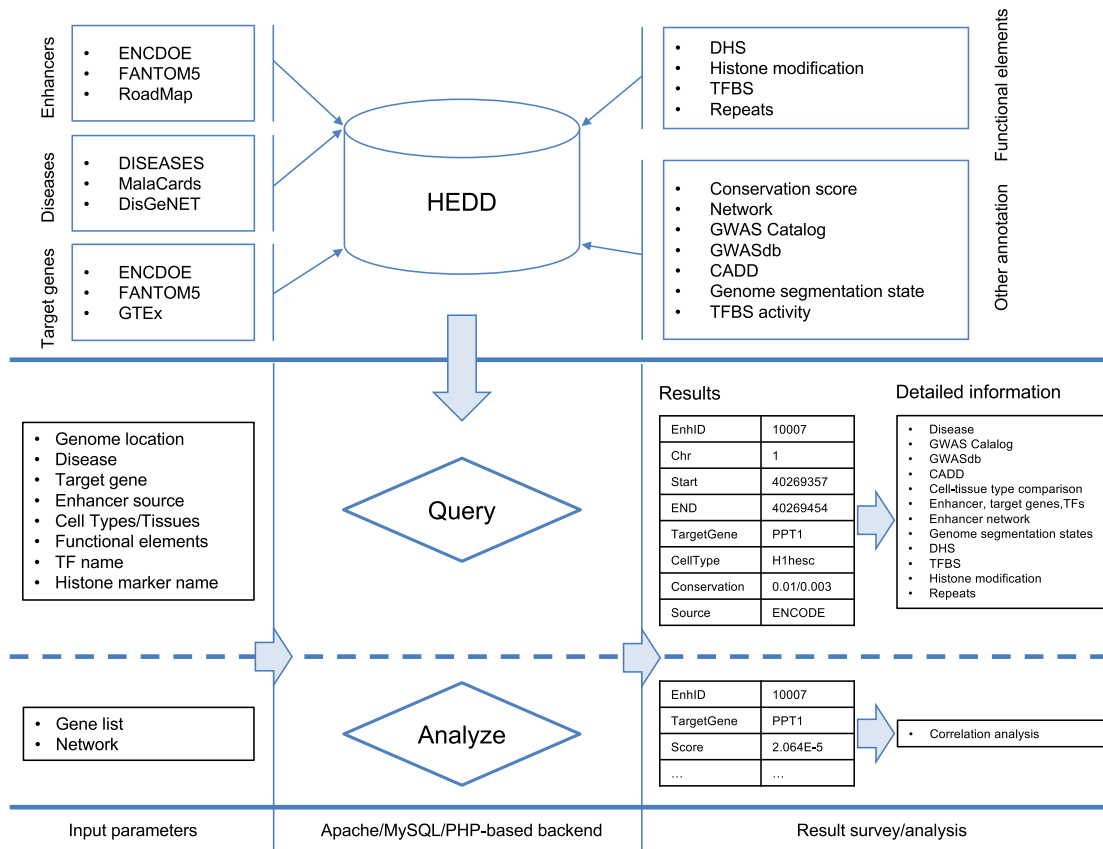 Enhancers
• ENCDOE
• FANTOM5
• RoadMap
Diseases
• DISEASES
• MalaCards
• DisGeNET
Target genes
• ENCDOE
• FANTOM5
• GTEx
HEDD
• DHS
• Histone modification
• TFBS
• Repeats
Functional elements
• Conservation score
• Network
• GWAS Catalog
• GWASdb
• CADD
• Genome segmentation state
• TFBS activity
Other annotation
• Genome location
• Disease
• Target gene
• Enhancer source
• Cell Types/Tissues
• Functional elements
• TF name
• Histone marker name
Query
Results
EnhID 10007
Chr 1
Start 40269357
END 40269454
TargetGene PPT1
CellType H1hesc
Conservation 0.01/0.003
Source ENCODE
Detailed information
• Disease
• GWAS Calalog
• GWASdb
• CADD
• Cell-tissue type comparison
• Enhancer, target genes,TFs
• Enhancer network
• Genome segmentation states
• DHS
• TFBS
• Histone modification
• Repeats
• Gene list
• Network
Analyze
EnhID 10007
TargetGene PPT1
Score 2.064E-5
... ...
• Correlation analysis
Input parameters
Apache/MySQL/PHP-based backend
Result survey/analysis